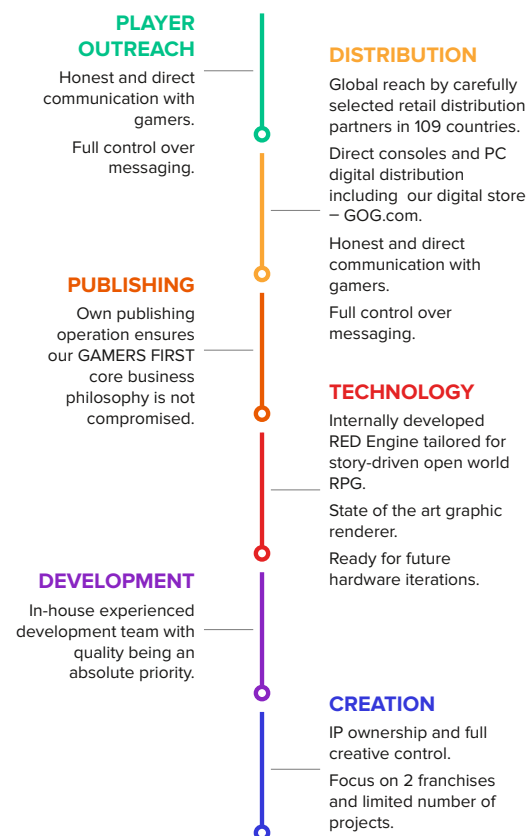 PLAYER
OUTREACH
Honest and direct
communication with
gamers.
Full control over
messaging.
DISTRIBUTION
Global reach by carefully
selected retail distribution
partners in 109 countries.
Direct consoles and PC
digital distribution
including our digital store
– GOG.com.
Honest and direct
communication with
gamers.
Full control over
messaging.
PUBLISHING
Own publishing
operation ensures
our GAMERS FIRST
core business
philosophy is not
compromised.
TECHNOLOGY
Internally developed
RED Engine tailored for
story-driven open world
RPG.
State of the art graphic
renderer.
Ready for future
hardware iterations.
DEVELOPMENT
In-house experienced
development team with
quality being an
absolute priority.
CREATION
IP ownership and full
creative control.
Focus on 2 franchises
and limited number of
projects.